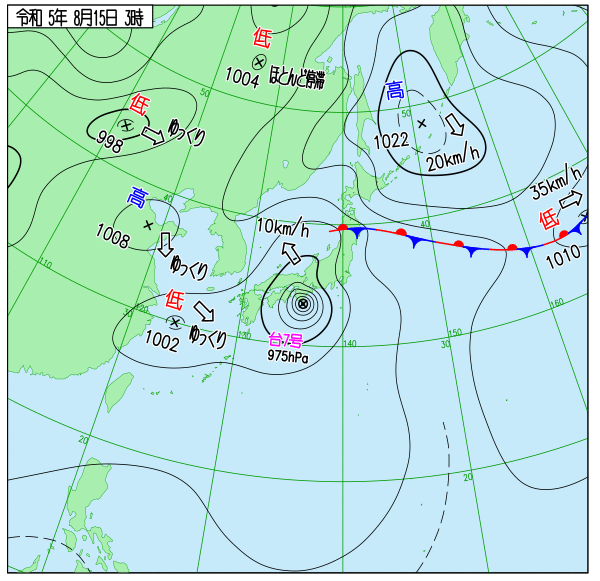 令和 5年 8月15日 3時
低
1004 ほとんど停滞
50
高
1022
50
20km/h
低
998
ゆっくり
高
1008
ゆっくり
40
10km/h
40
35km/h
低
1010
160
低
1002
ゆっくり
30
120
110
130
台7号
975hPa
140
30
150
20
20